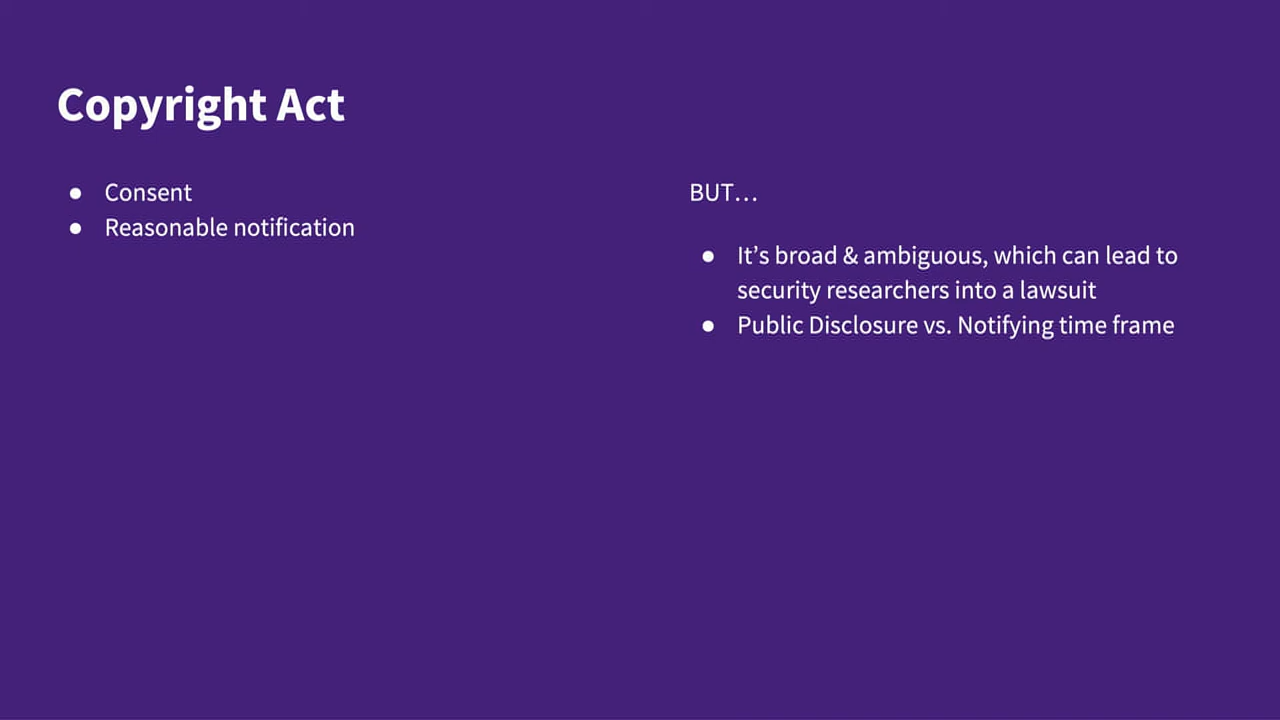 Copyright Act
● Consent
● Reasonable notification
BUT…
● It’s broad & ambiguous, which can lead to
security researchers into a lawsuit
● Public Disclosure vs. Notifying time frame